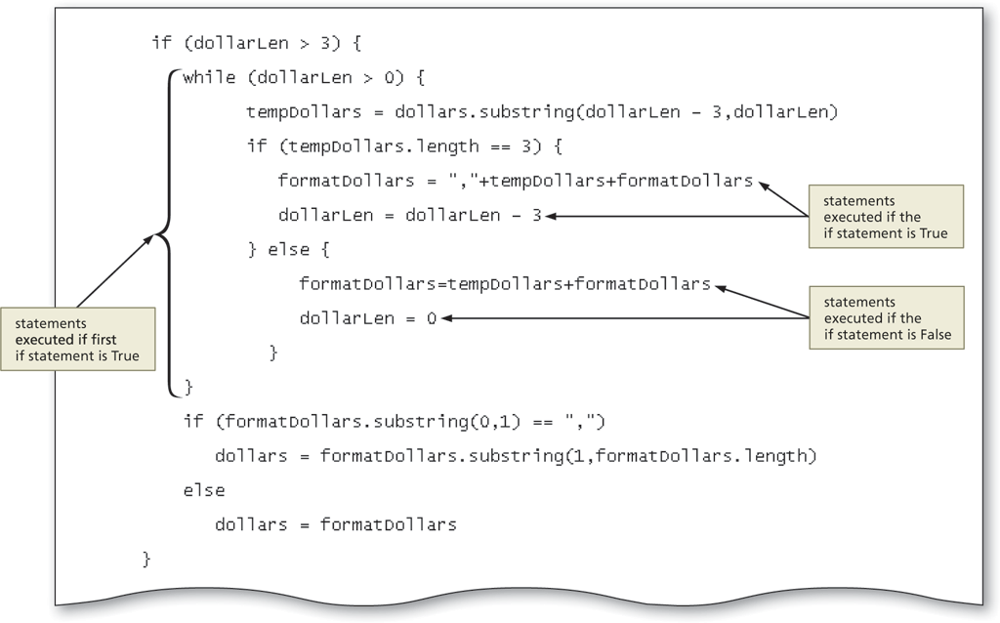 if (dollarLen > 3) {
while (dollarLen > 0) {
tempDollars = dollars.substring(dollarLen - 3,dollarLen)
if (tempDollars.length == 3) {
formatDollars = ","+tempDollars+formatDollars
dollarLen = dollarLen - 3
} else {
formatDollars=tempDollars+formatDollars
dollarLen = 0
}
}
if (formatDollars.substring(0,1) == ",")
dollars = formatDollars.substring(1,formatDollars.length)
else
dollars = formatDollars
}
statements
executed if the
if statement is True
statements
executed if the
if statement is False
statements
executed if first
if statement is True